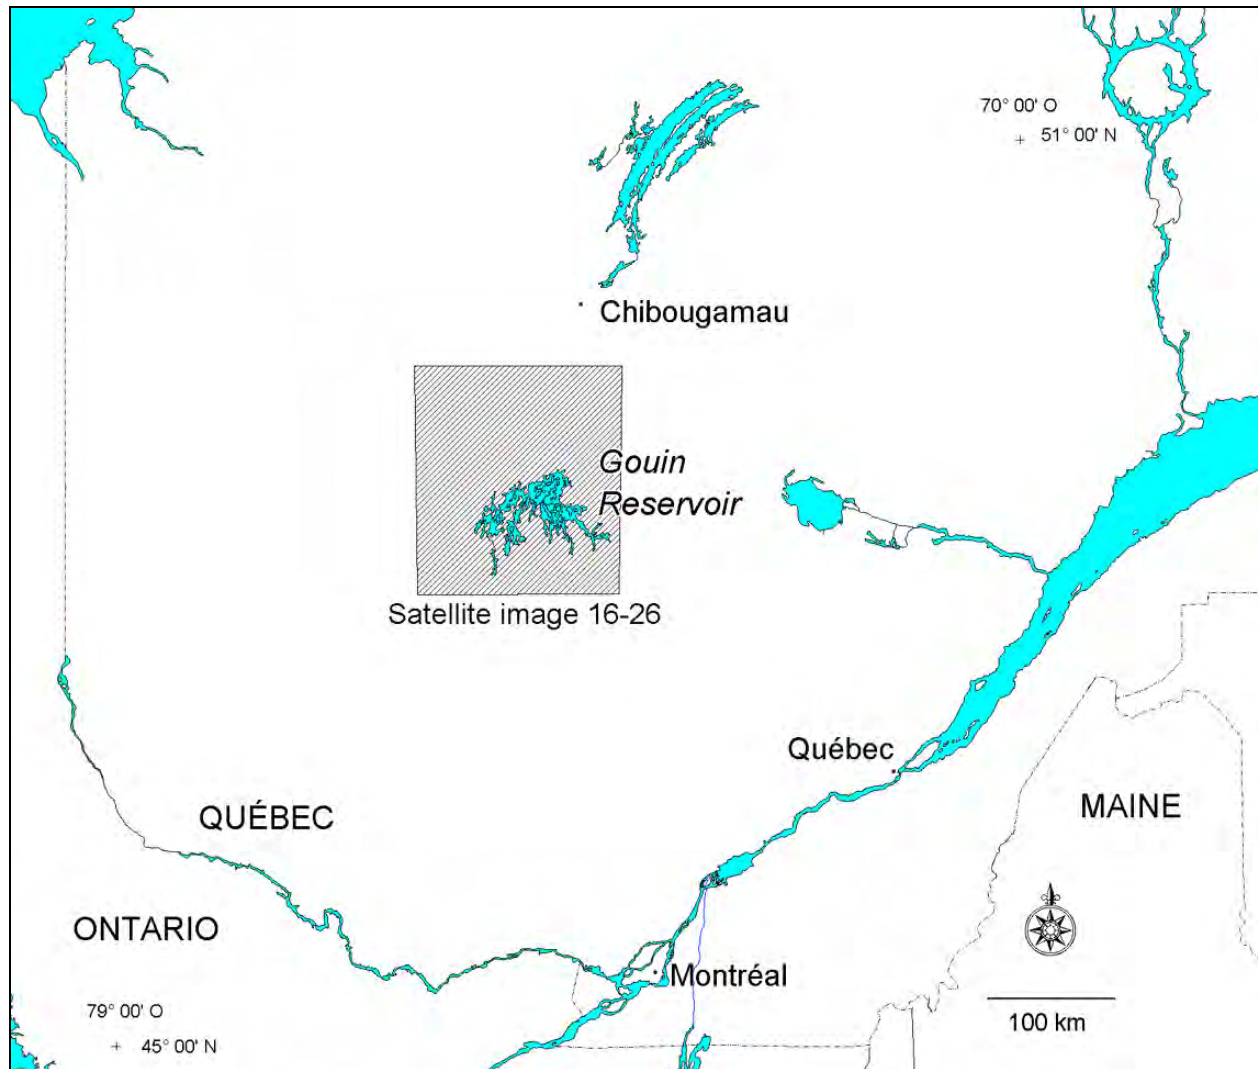 70° 00' O
51° 00' N
Chibougamau
Gouin
Reservoir
Satellite image 16-26
Québec
QUÉBEC
MAINE
ONTARIO
Montréal
79° 00' O
45° 00' N
100 km